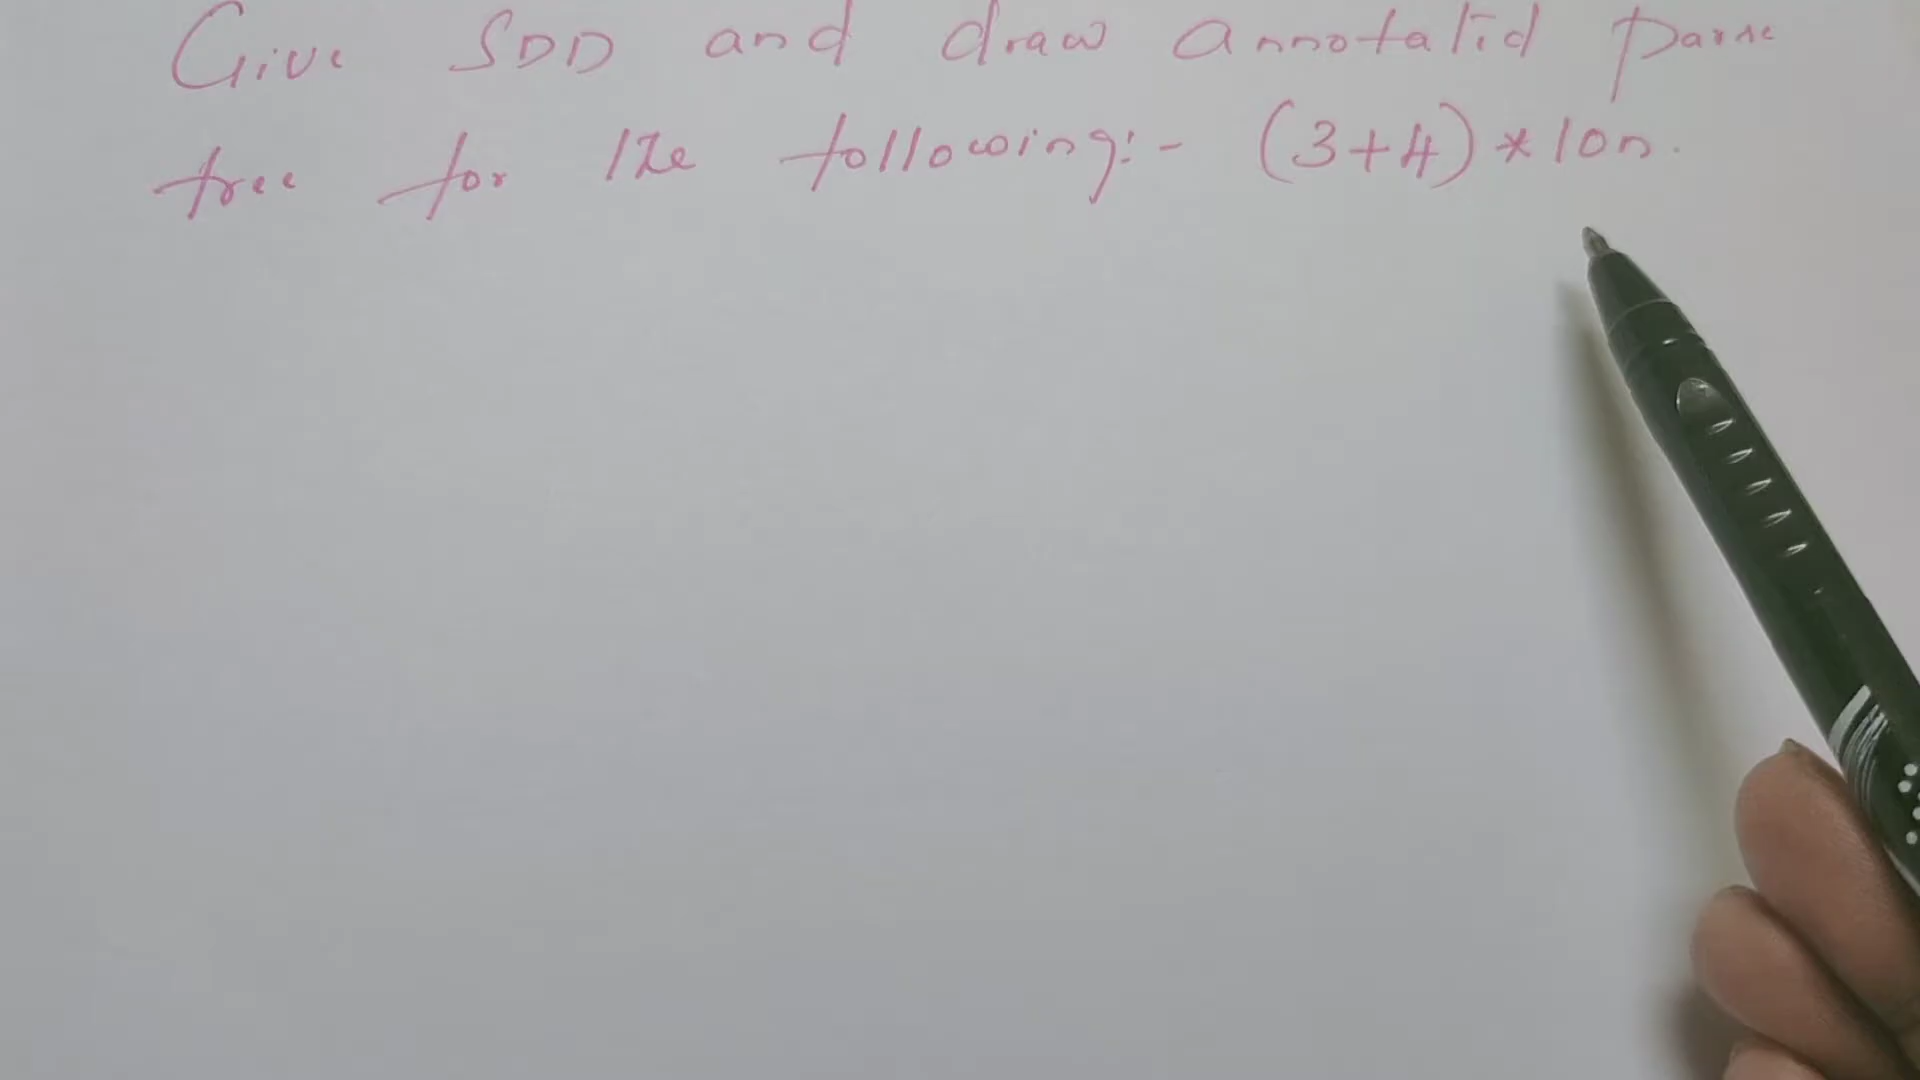 Give SDD and draw annotated parse
tree for the following:- (3+4)*10n.